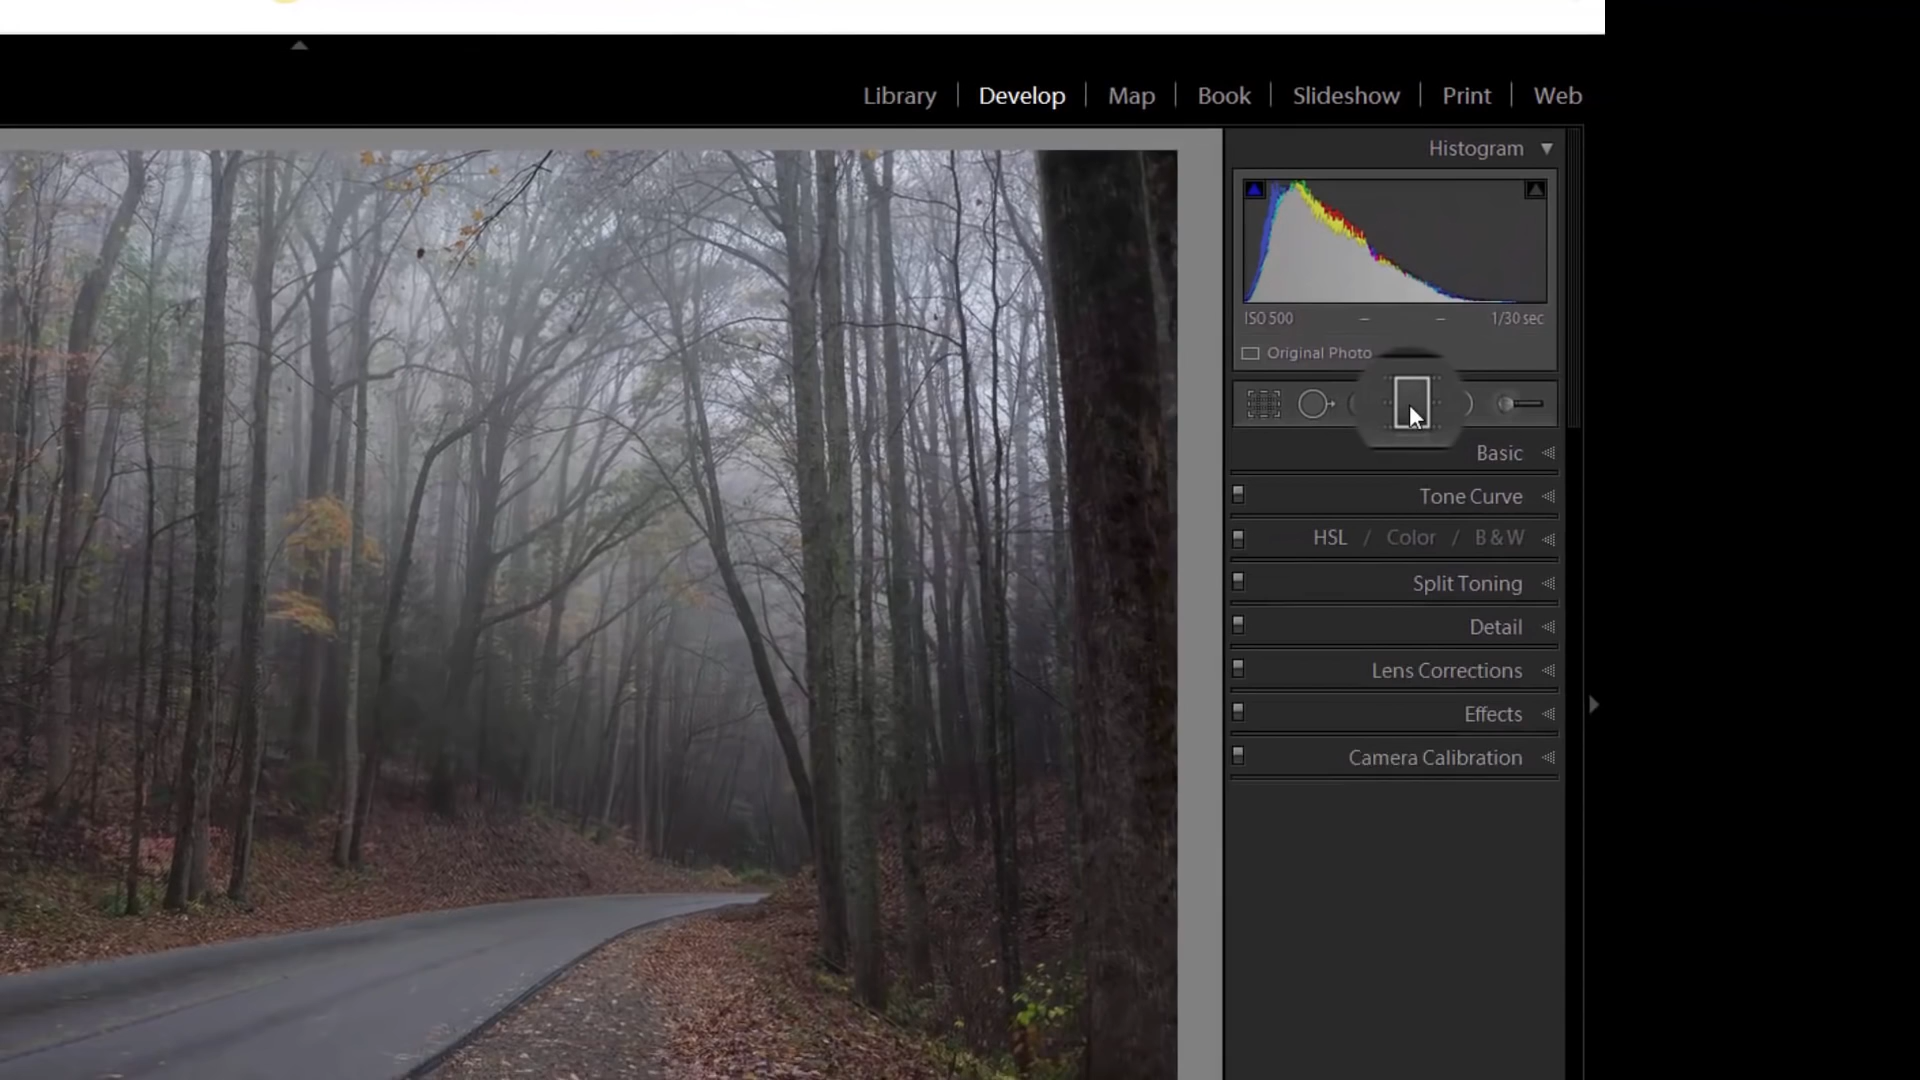 Library | Develop | Map | Book | Slideshow | Print | Web
Histogram
ISO 500 – – 1/30 sec
Original Photo
Basic
Tone Curve
HSL / Color / B & W
Split Toning
Detail
Lens Corrections
Effects
Camera Calibration